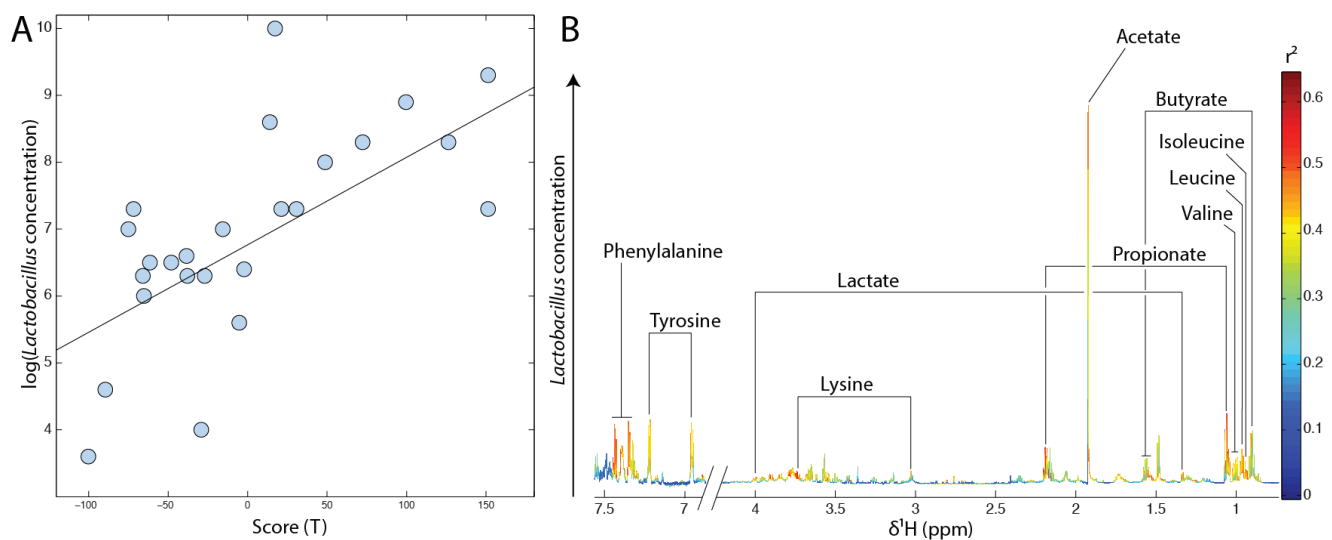 A
log(Lactobacillus concentration)
10
9
8
7
6
5
4
−100
−50
0
50
100
150
Score (T)
B
Lactobacillus concentration
Acetate
Butyrate
Isoleucine
Leucine
Valine
Propionate
Phenylalanine
Lactate
Tyrosine
Lysine
7.5
7
4
3.5
3
2.5
2
1.5
1
δ¹H (ppm)
r²
0.6
0.5
0.4
0.3
0.2
0.1
0